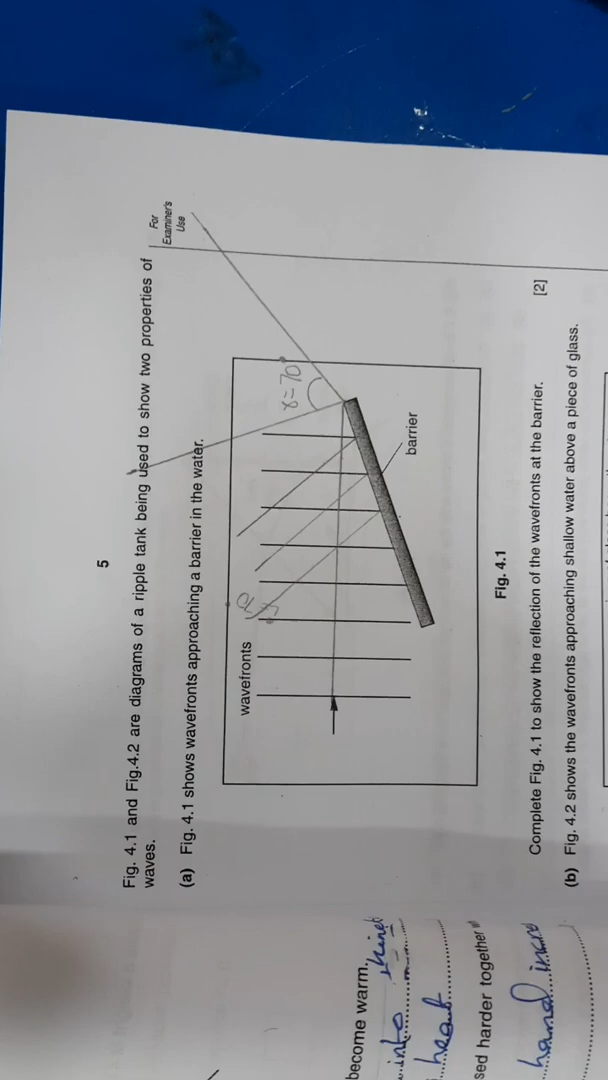 5
For
Examiner's
Use
Fig. 4.1 and Fig.4.2 are diagrams of a ripple tank being used to show two properties of
waves.
(a) Fig. 4.1 shows wavefronts approaching a barrier in the water.
wavefronts
70
r=70°
barrier
Fig. 4.1
Complete Fig. 4.1 to show the reflection of the wavefronts at the barrier.
[2]
(b) Fig. 4.2 shows the wavefronts approaching shallow water above a piece of glass.
become warm.
into
heat
sed harder together
hand incre